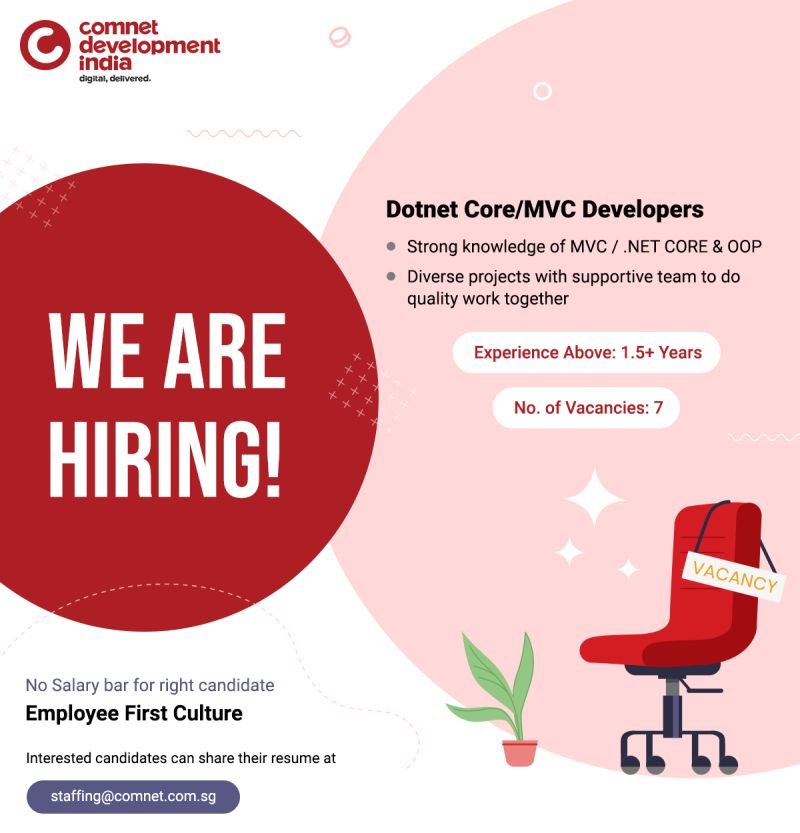 comnet
development
india
digital, delivered.
WE ARE
HIRING!
Dotnet Core/MVC Developers
Strong knowledge of MVC / .NET CORE & OOP
Diverse projects with supportive team to do
quality work together
Experience Above: 1.5+ Years
No. of Vacancies: 7
VACANCY
No Salary bar for right candidate
Employee First Culture
Interested candidates can share their resume at
staffing@comnet.com.sg